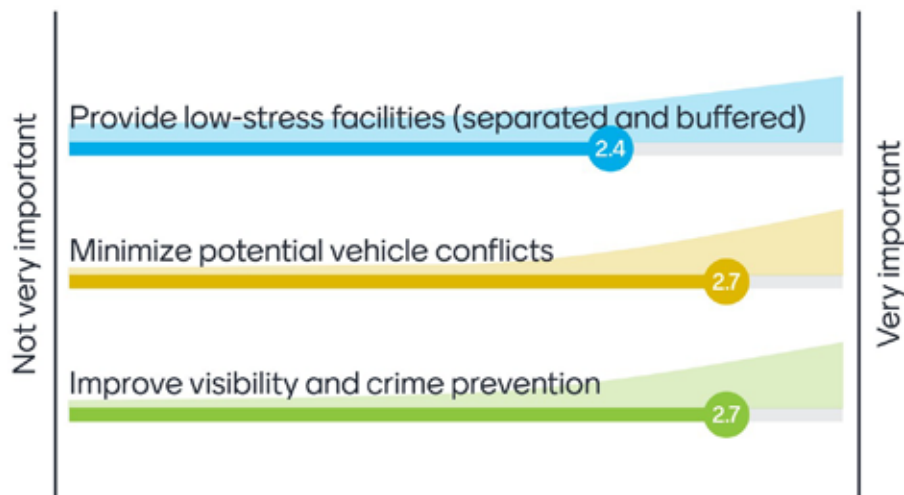 Not very important
Provide low-stress facilities (separated and buffered)
2.4
Minimize potential vehicle conflicts
2.7
Improve visibility and crime prevention
2.7
Very important